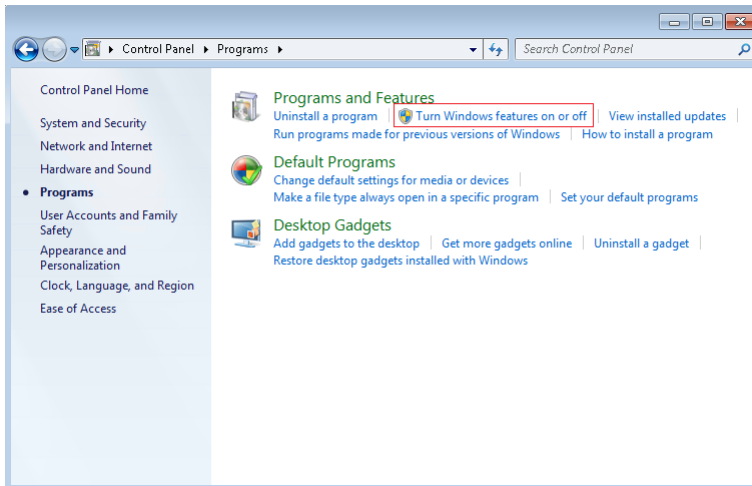 Control Panel Programs
Search Control Panel
Control Panel Home
System and Security
Network and Internet
Hardware and Sound
Programs
User Accounts and Family
Safety
Appearance and
Personalization
Clock, Language, and Region
Ease of Access
Programs and Features
Uninstall a program Turn Windows features on or off View installed updates
Run programs made for previous versions of Windows How to install a program
Default Programs
Change default settings for media or devices
Make a file type always open in a specific program Set your default programs
Desktop Gadgets
Add gadgets to the desktop Get more gadgets online Uninstall a gadget
Restore desktop gadgets installed with Windows